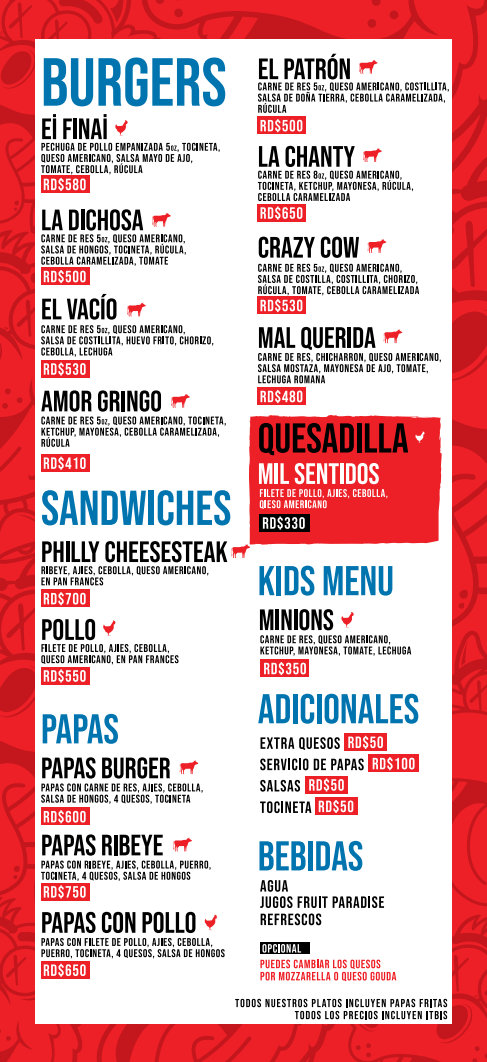 BURGERS
Eİ FINAİ
PECHUGA DE POLLO EMPANIZADA 5oz, TOCINETA,
QUESO AMERICANO, SALSA MAYO DE AJO,
TOMATE, CEBOLLA, RÚCULA
RD$580
LA DICHOSA
CARNE DE RES 5oz, QUESO AMERICANO,
SALSA DE HONGOS, TOCINETA, RÚCULA,
CEBOLLA CARAMELIZADA, TOMATE
RD$500
EL VACÍO
CARNE DE RES 5oz, QUESO AMERICANO,
SALSA DE COSTILLITA, HUEVO FRITO, CHORIZO,
CEBOLLA, LECHUGA
RD$530
AMOR GRINGO
CARNE DE RES 5oz, QUESO AMERICANO, TOCINETA,
KETCHUP, MAYONESA, CEBOLLA CARAMELIZADA,
RÚCULA
RD$410
SANDWICHES
PHILLY CHEESESTEAK
RIBEYE, AJIES, CEBOLLA, QUESO AMERICANO,
EN PAN FRANCES
RD$700
POLLO
FILETE DE POLLO, AJIES, CEBOLLA,
QUESO AMERICANO, EN PAN FRANCES
RD$550
PAPAS
PAPAS BURGER
PAPAS CON CARNE DE RES, AJIES, CEBOLLA,
SALSA DE HONGOS, 4 QUESOS, TOCINETA
RD$600
PAPAS RIBEYE
PAPAS CON RIBEYE, AJIES, CEBOLLA, PUERRO,
TOCINETA, 4 QUESOS, SALSA DE HONGOS
RD$750
PAPAS CON POLLO
PAPAS CON FILETE DE POLLO, AJIES, CEBOLLA,
PUERRO, TOCINETA, 4 QUESOS, SALSA DE HONGOS
RD$650
EL PATRÓN
CARNE DE RES 5oz, QUESO AMERICANO, COSTILLITA,
SALSA DE DOÑA TIERRA, CEBOLLA CARAMELIZADA,
RÚCULA
RD$500
LA CHANTY
CARNE DE RES 8oz, QUESO AMERICANO,
TOCINETA, KETCHUP, MAYONESA, RÚCULA,
CEBOLLA CARAMELIZADA
RD$650
CRAZY COW
CARNE DE RES 5oz, QUESO AMERICANO,
SALSA DE COSTILLA, COSTILLITA, CHORIZO,
RÚCULA, TOMATE, CEBOLLA CARAMELIZADA
RD$530
MAL QUERIDA
CARNE DE RES, CHICHARRON, QUESO AMERICANO,
SALSA MOSTAZA, MAYONESA DE AJO, TOMATE,
LECHUGA ROMANA
RD$480
QUESADILLA
MIL SENTIDOS
FILETE DE POLLO, AJIES, CEBOLLA,
QIESO AMERICANO
RD$330
KIDS MENU
MINIONS
CARNE DE RES, QUESO AMERICANO,
KETCHUP, MAYONESA, TOMATE, LECHUGA
RD$350
ADICIONALES
EXTRA QUESOS RD$50
SERVICIO DE PAPAS RD$100
SALSAS RD$50
TOCINETA RD$50
BEBIDAS
AGUA
JUGOS FRUIT PARADISE
REFRESCOS
OPCIONAL
PUEDES CAMBIAR LOS QUESOS
POR MOZZARELLA O QUESO GOUDA
TODOS NUESTROS PLATOS INCLUYEN PAPAS FRITAS
TODOS LOS PRECIOS INCLUYEN ITBIS